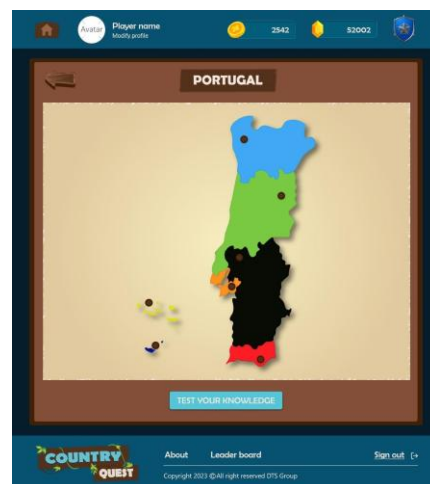 Avatar
Player name
Modify profile
2542
52002
PORTUGAL
TEST YOUR KNOWLEDGE
COUNTRY
QUEST
About
Leader board
Sign out
Copyright 2023 @All right reserved DTS Group